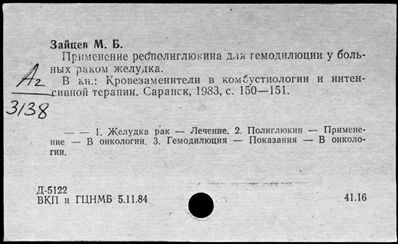 Зайцев М. Б.
Применение респолиглюкина для гемодилюции у боль-
ных раком желудка.
В кн.: Кровезаменители в комбустиологии и интен-
сивной терапии. Саранск, 1983, с. 150—151.
A2
3138
— — 1. Желудка рак — Лечение. 2. Полиглюкин — Примене-
ние — В онкологии. 3. Гемодилюция — Показания — В онколо-
гии.
Д-5122
ВКП и ГЦНМБ 5.11.84
41.16